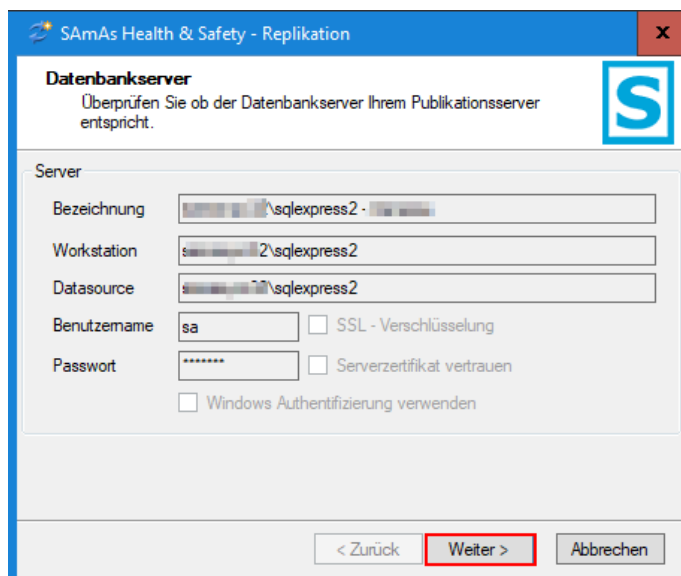 SAmAs Health & Safety - Replikation
x
Datenbankserver
Überprüfen Sie ob der Datenbankserver Ihrem Publikationsserver
entspricht.
S
Server
Bezeichnung \sqlexpress2 -
Workstation s 2\sqlexpress2
Datasource \sqlexpress2
Benutzername sa SSL - Verschlüsselung
Passwort ******* Serverzertifikat vertrauen
Windows Authentifizierung verwenden
< Zurück Weiter > Abbrechen